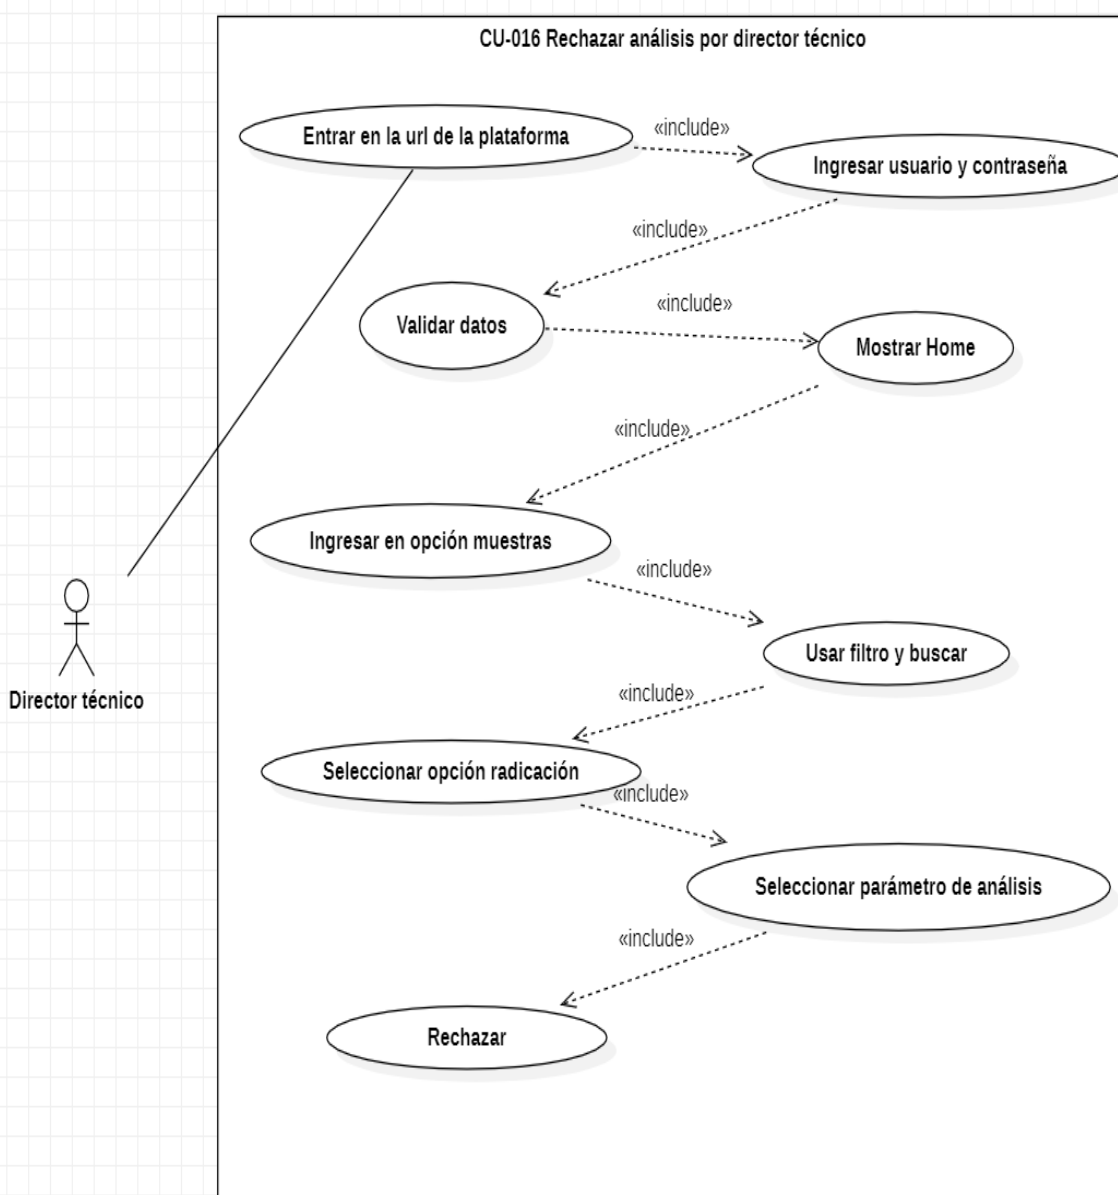 CU-016 Rechazar análisis por director técnico
Entrar en la url de la plataforma
«include»
Ingresar usuario y contraseña
«include»
Validar datos
«include»
Mostrar Home
«include»
Ingresar en opción muestras
«include»
Usar filtro y buscar
«include»
Director técnico
Seleccionar opción radicación
«include»
Seleccionar parámetro de análisis
«include»
Rechazar